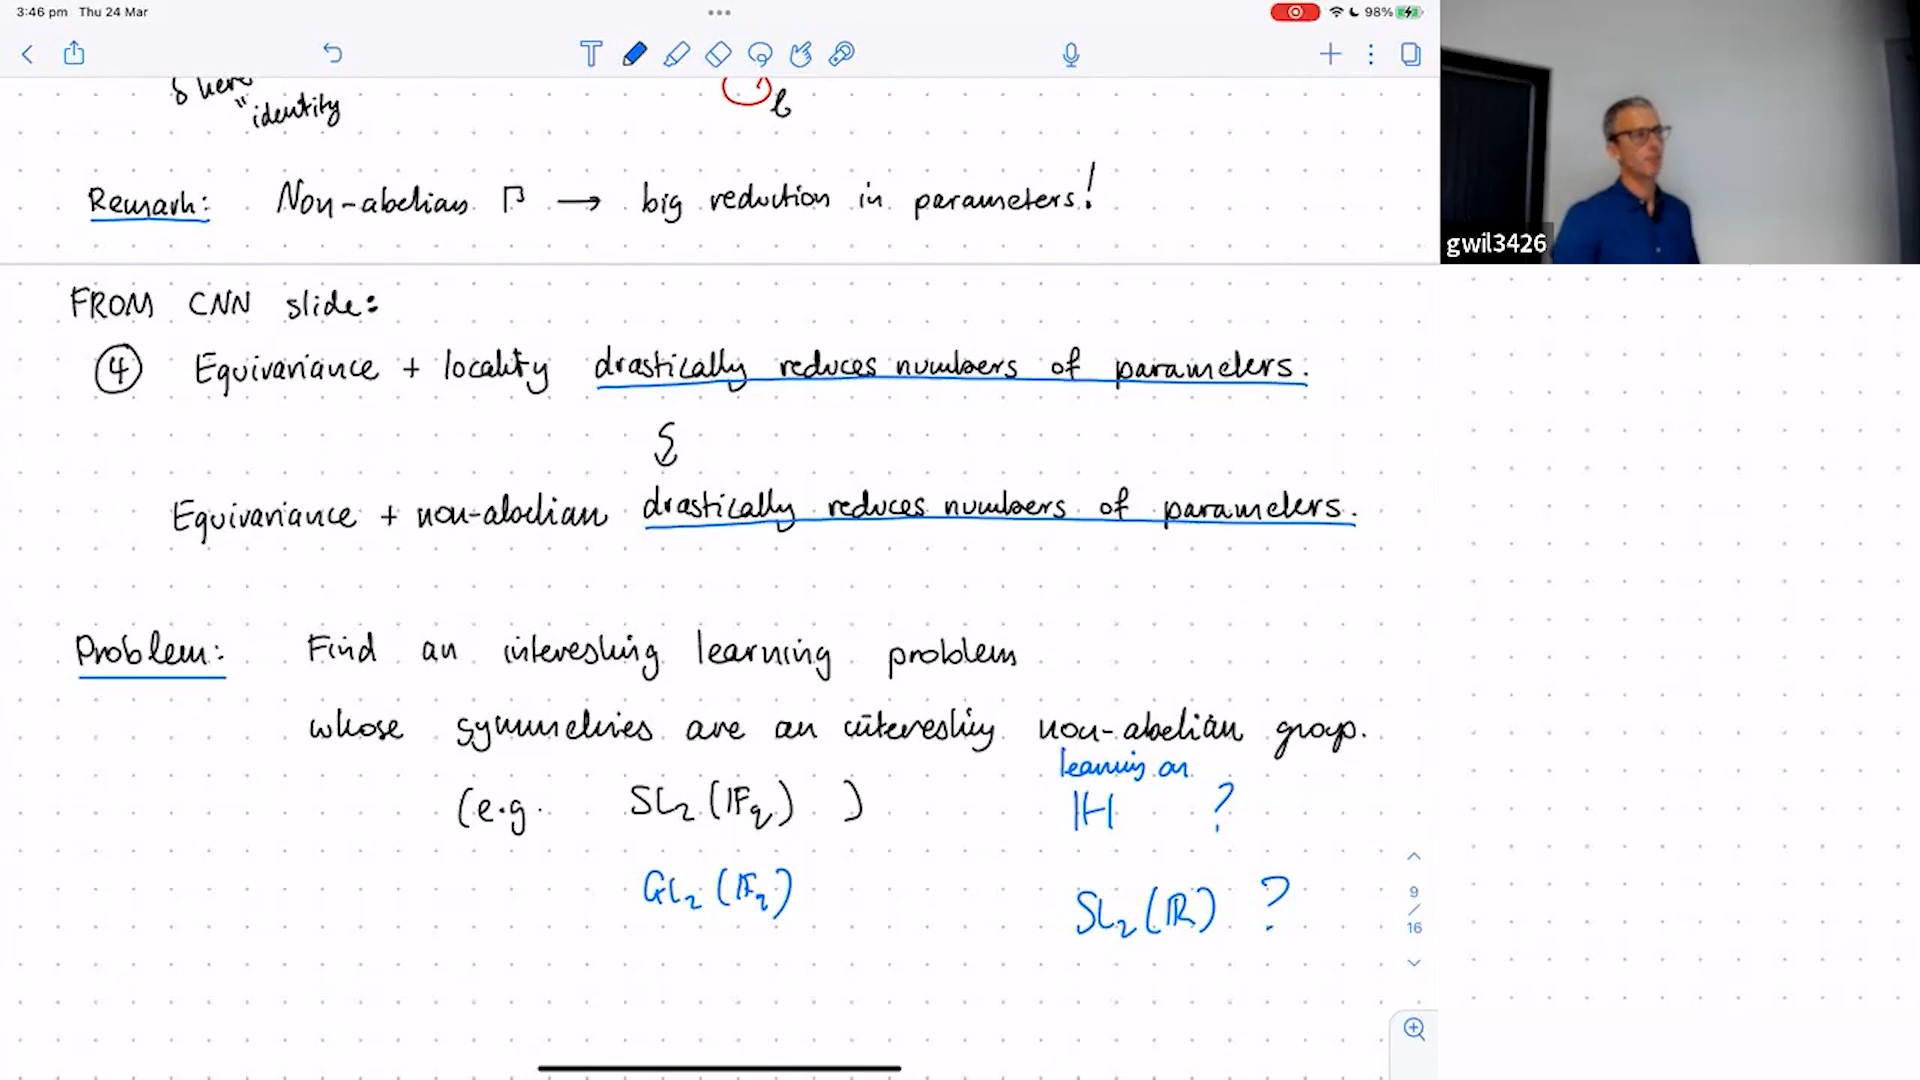 3:46 pm Thu 24 Mar
98%
δ here
"identity
b
Remark: Non-abelian Γ → big reduction in parameters!
FROM CNN slide:
④ Equivariance + locality drastically reduces numbers of parameters.
Equivariance + non-abelian drastically reduces numbers of parameters.
Problem: Find an interesting learning problem
whose symmetries are an interesting non-abelian group.
learning on
(e.g. SL₂(𝔽q) ) ℍ ?
GL₂(𝔽q) SL₂(ℝ) ?
9
/
16
gwil3426